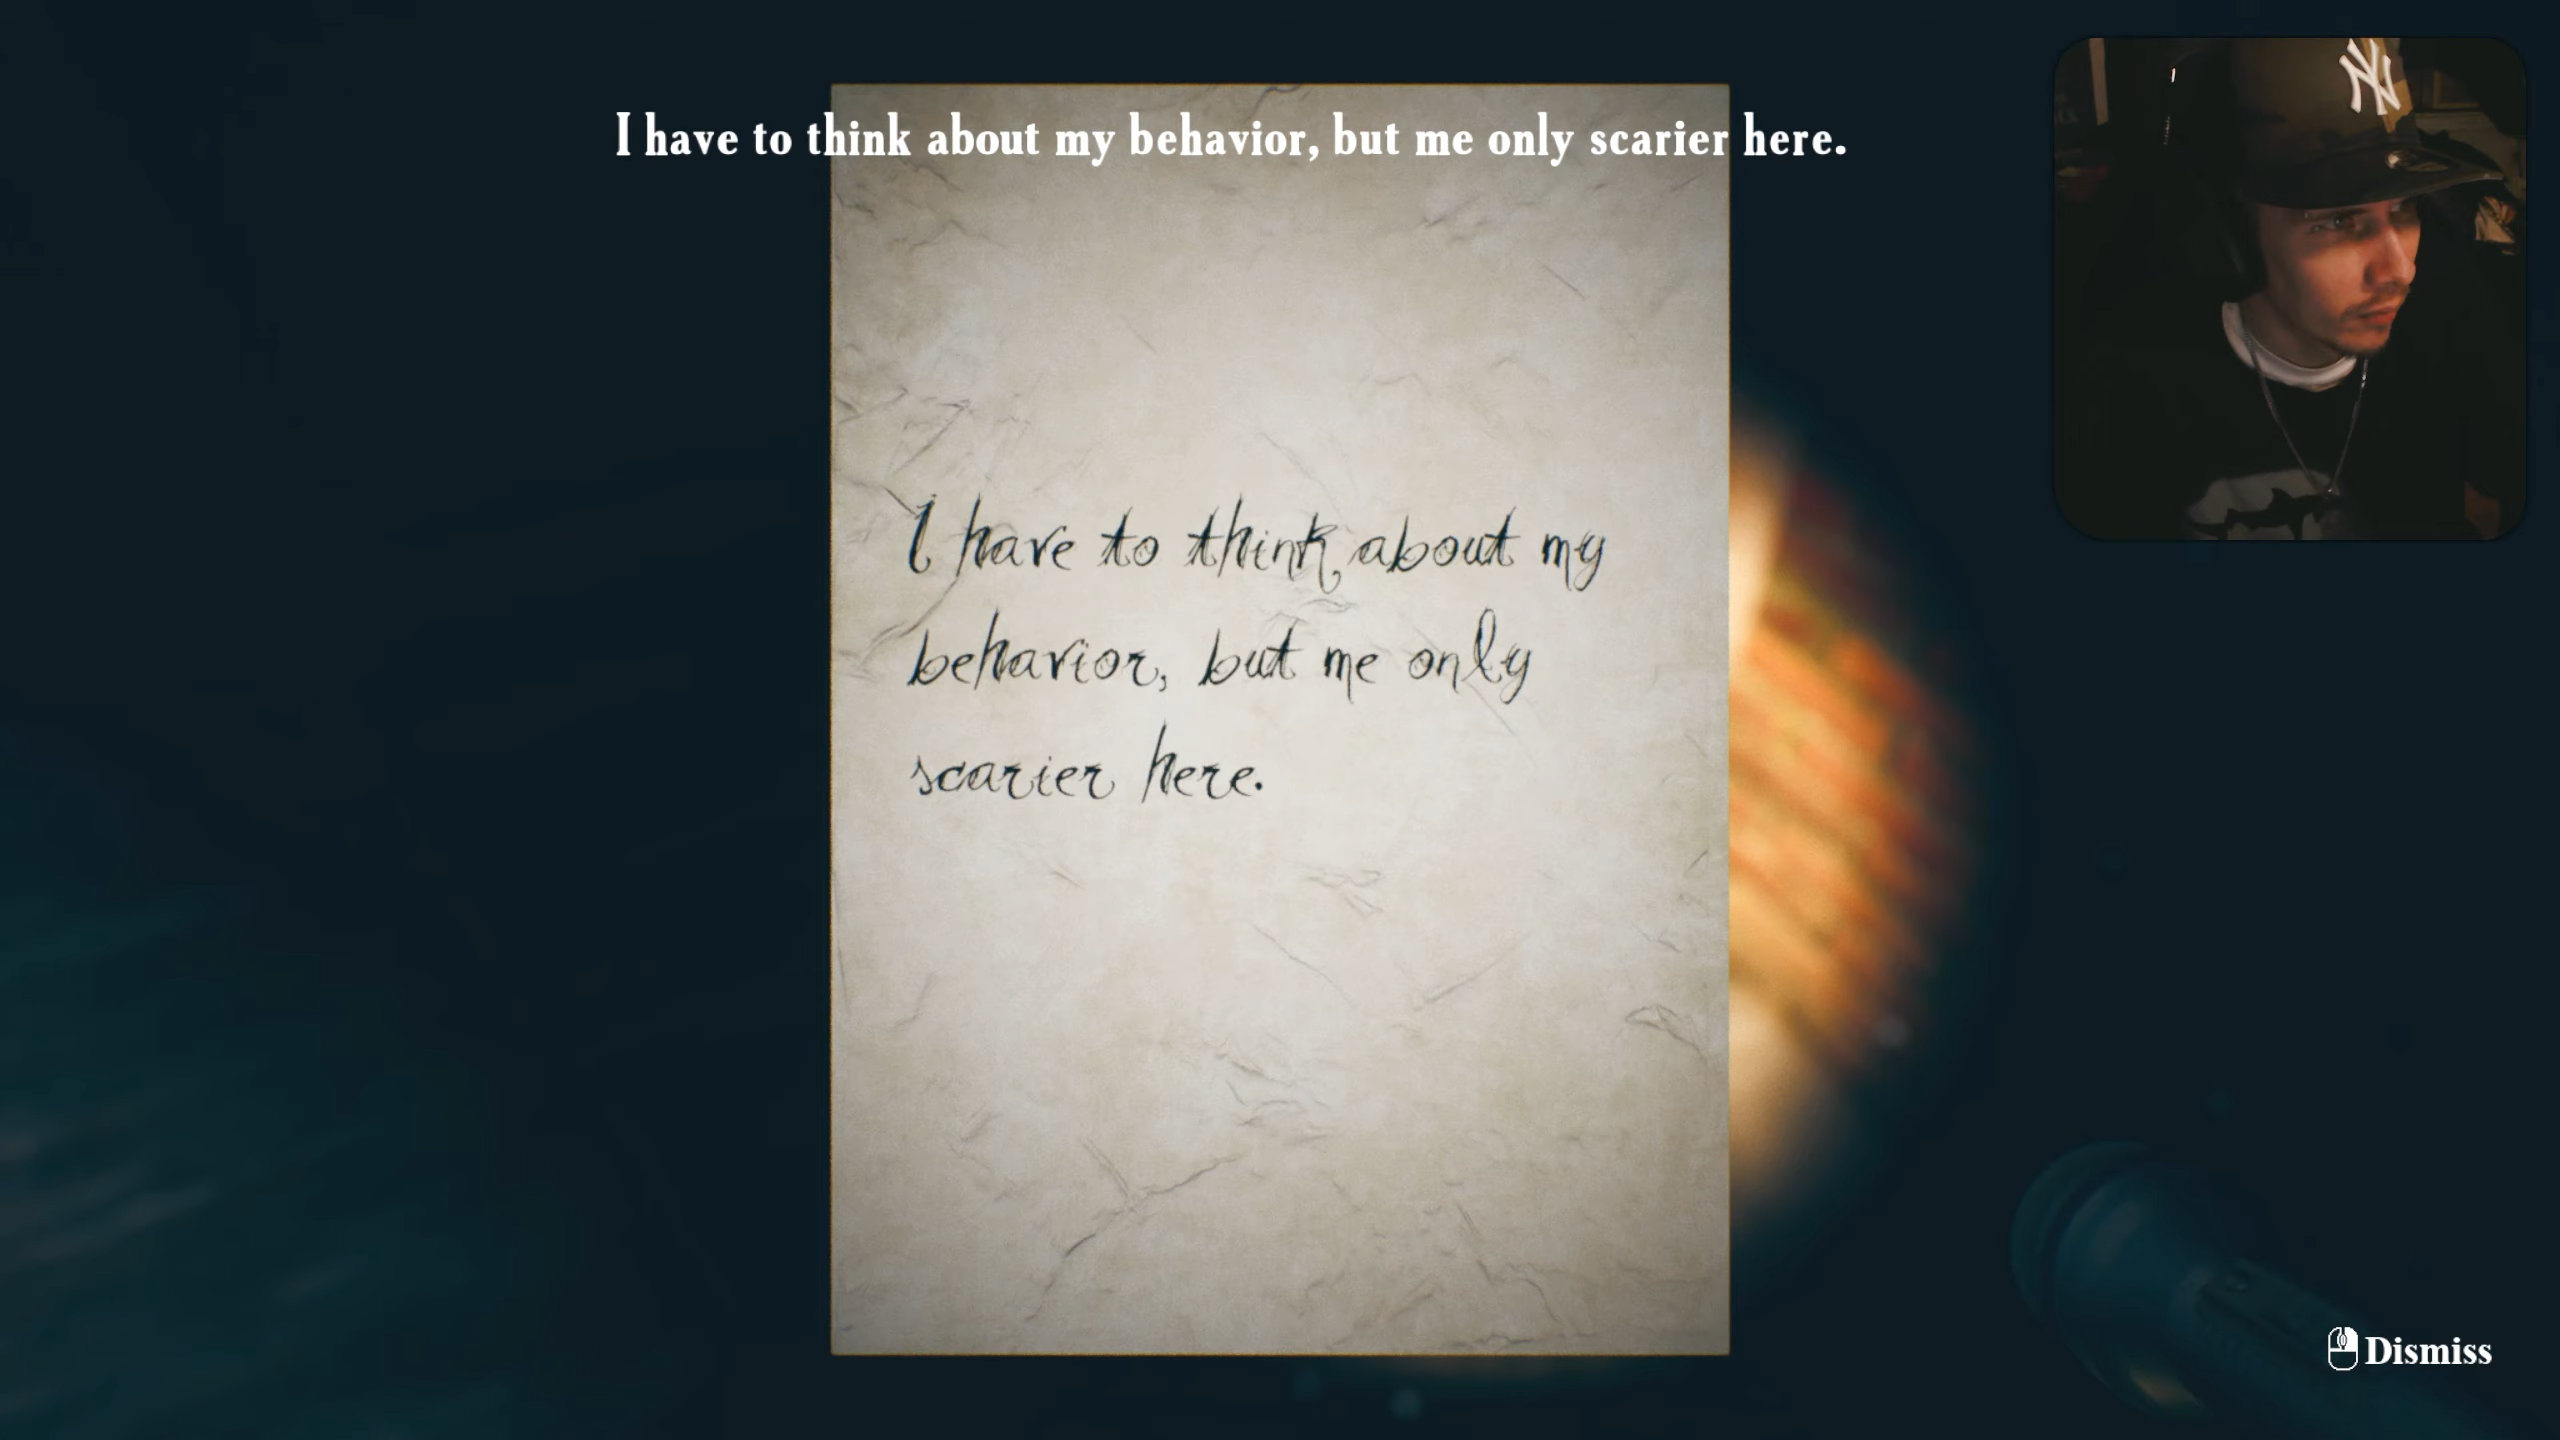 I have to think about my behavior, but me only scarier here.
NY
I have to think about my
behavior, but me only
scarier here.
Dismiss